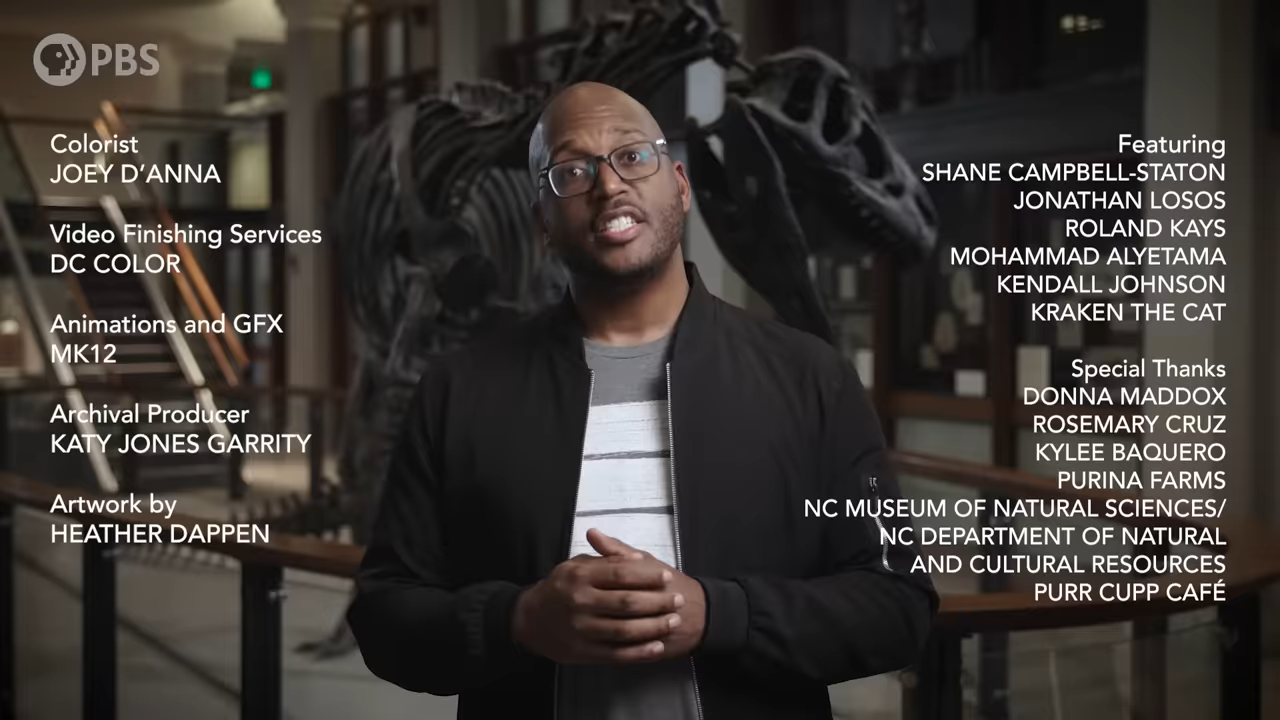 PBS
Colorist
JOEY D’ANNA
Video Finishing Services
DC COLOR
Animations and GFX
MK12
Archival Producer
KATY JONES GARRITY
Artwork by
HEATHER DAPPEN
Featuring
SHANE CAMPBELL-STATON
JONATHAN LOSOS
ROLAND KAYS
MOHAMMAD ALYETAMA
KENDALL JOHNSON
KRAKEN THE CAT
Special Thanks
DONNA MADDOX
ROSEMARY CRUZ
KYLEE BAQUERO
PURINA FARMS
NC MUSEUM OF NATURAL SCIENCES/
NC DEPARTMENT OF NATURAL
AND CULTURAL RESOURCES
PURR CUPP CAFÉ